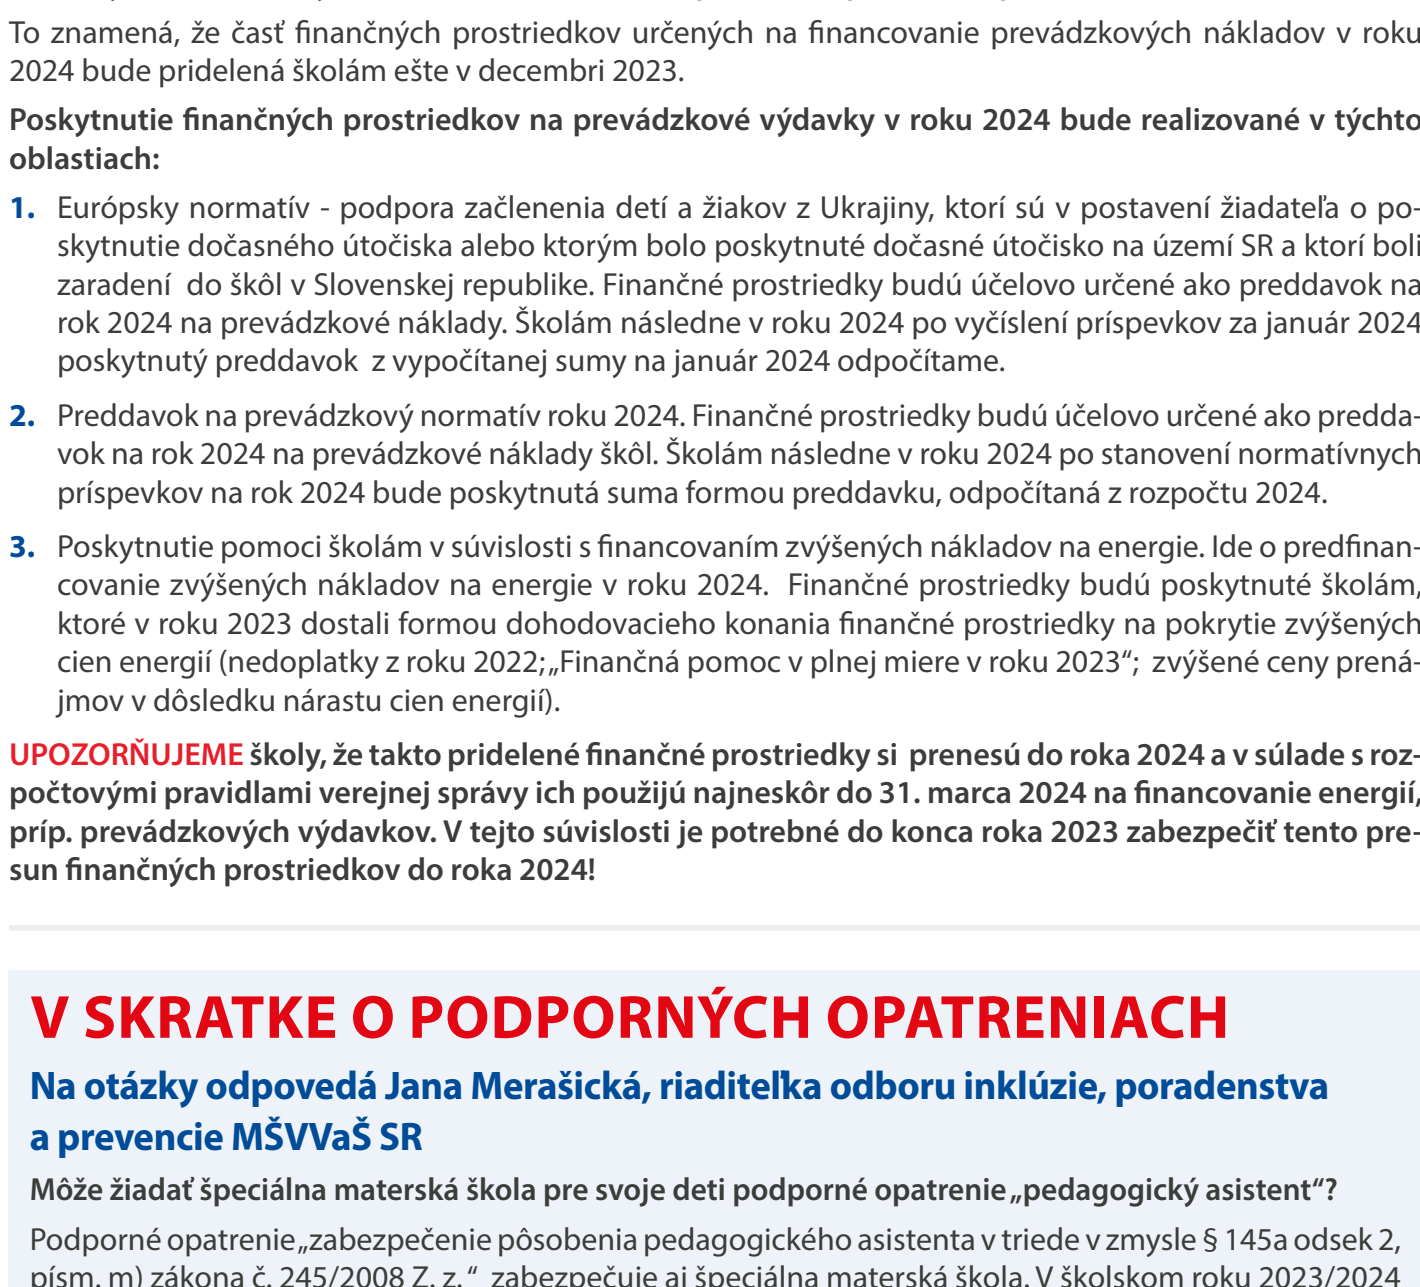 To znamená, že časť finančných prostriedkov určených na financovanie prevádzkových nákladov v roku
2024 bude pridelená školám ešte v decembri 2023.
Poskytnutie finančných prostriedkov na prevádzkové výdavky v roku 2024 bude realizované v týchto
oblastiach:
1. Európsky normatív - podpora začlenenia detí a žiakov z Ukrajiny, ktorí sú v postavení žiadateľa o po-
skytnutie dočasného útočiska alebo ktorým bolo poskytnuté dočasné útočisko na území SR a ktorí boli
zaradení  do škôl v Slovenskej republike. Finančné prostriedky budú účelovo určené ako preddavok na
rok 2024 na prevádzkové náklady. Školám následne v roku 2024 po vyčíslení príspevkov za január 2024
poskytnutý preddavok  z vypočítanej sumy na január 2024 odpočítame.
2. Preddavok na prevádzkový normatív roku 2024. Finančné prostriedky budú účelovo určené ako predda-
vok na rok 2024 na prevádzkové náklady škôl. Školám následne v roku 2024 po stanovení normatívnych
príspevkov na rok 2024 bude poskytnutá suma formou preddavku, odpočítaná z rozpočtu 2024.
3. Poskytnutie pomoci školám v súvislosti s financovaním zvýšených nákladov na energie. Ide o predfinan-
covanie zvýšených nákladov na energie v roku 2024.  Finančné prostriedky budú poskytnuté školám,
ktoré v roku 2023 dostali formou dohodovacieho konania finančné prostriedky na pokrytie zvýšených
cien energií (nedoplatky z roku 2022; „Finančná pomoc v plnej miere v roku 2023“;  zvýšené ceny prená-
jmov v dôsledku nárastu cien energií).
UPOZORŇUJEME školy, že takto pridelené finančné prostriedky si  prenesú do roka 2024 a v súlade s roz-
počtovými pravidlami verejnej správy ich použijú najneskôr do 31. marca 2024 na financovanie energií,
príp. prevádzkových výdavkov. V tejto súvislosti je potrebné do konca roka 2023 zabezpečiť tento pre-
sun finančných prostriedkov do roka 2024!
V SKRATKE O PODPORNÝCH OPATRENIACH
Na otázky odpovedá Jana Merašická, riaditeľka odboru inklúzie, poradenstva
a prevencie MŠVVaŠ SR
Môže žiadať špeciálna materská škola pre svoje deti podporné opatrenie „pedagogický asistent“?
Podporné opatrenie „zabezpečenie pôsobenia pedagogického asistenta v triede v zmysle § 145a odsek 2,
písm. m) zákona č. 245/2008 Z. z. “  zabezpečuje aj špeciálna materská škola. V školskom roku 2023/2024